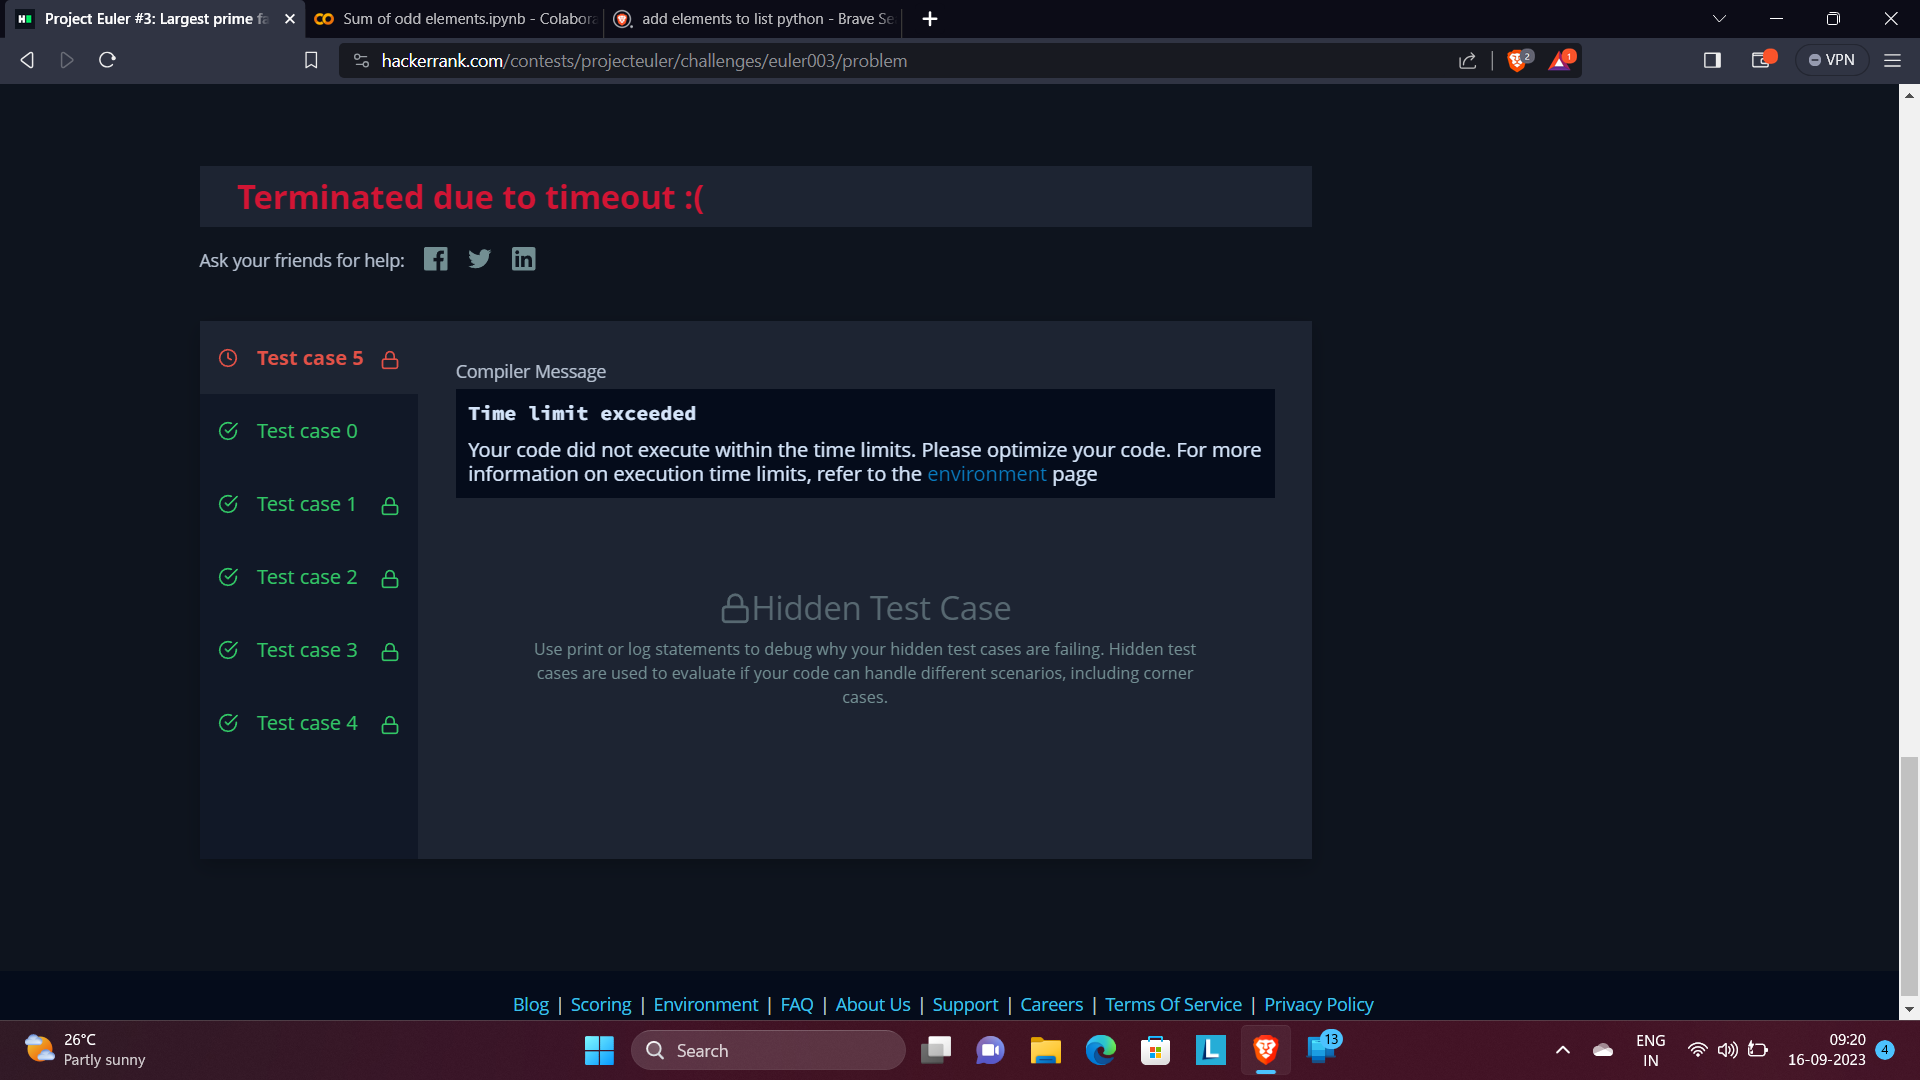 Project Euler #3: Largest prime fa
Sum of odd elements.ipynb - Colabora
add elements to list python - Brave Se
hackerrank.com/contests/projecteuler/challenges/euler003/problem
2
1
VPN
Terminated due to timeout :(
Ask your friends for help:
Test case 5
Test case 0
Test case 1
Test case 2
Test case 3
Test case 4
Compiler Message
Time limit exceeded
Your code did not execute within the time limits. Please optimize your code. For more
information on execution time limits, refer to the environment page
Hidden Test Case
Use print or log statements to debug why your hidden test cases are failing. Hidden test
cases are used to evaluate if your code can handle different scenarios, including corner
cases.
Blog | Scoring | Environment | FAQ | About Us | Support | Careers | Terms Of Service | Privacy Policy
26°C
Partly sunny
Search
13
ENG
IN
09:20
16-09-2023
4